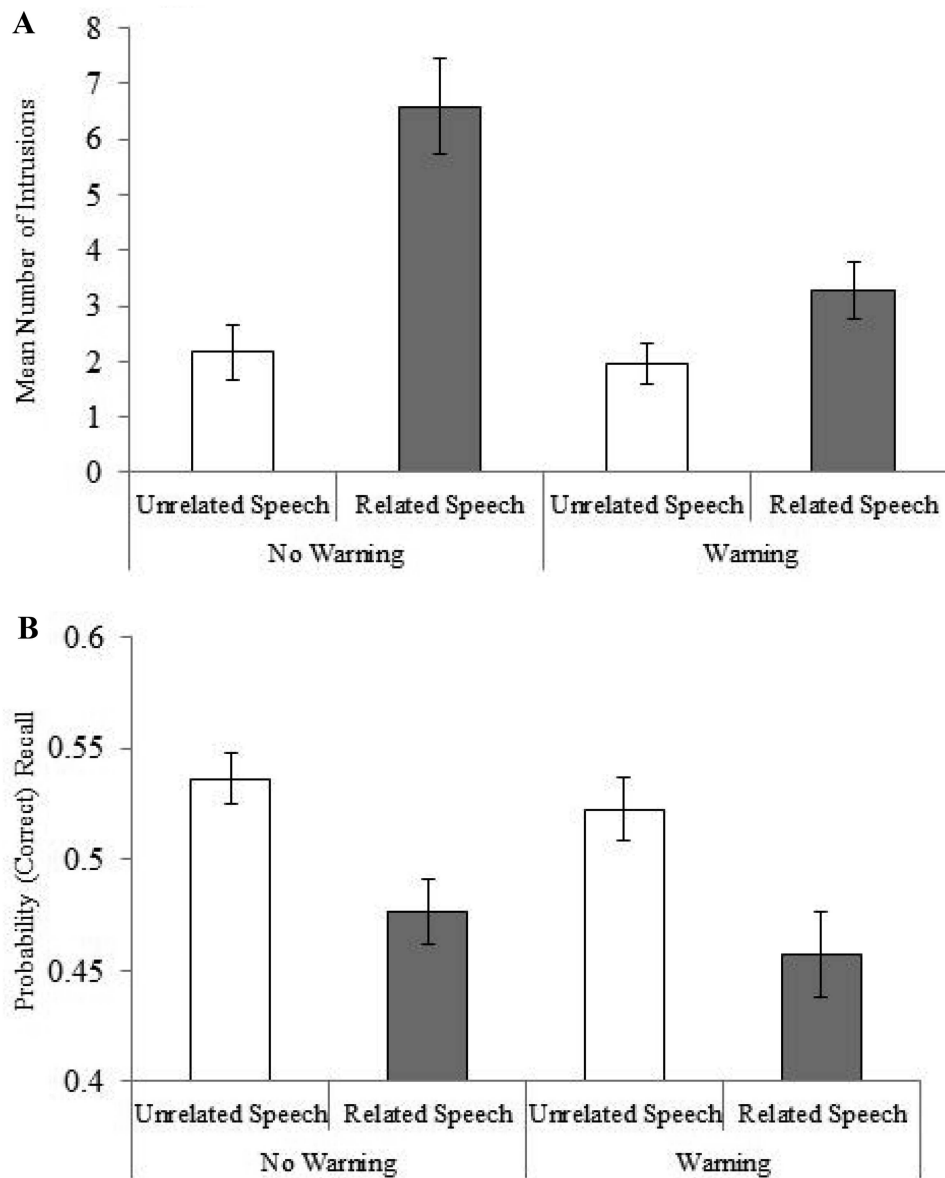 A
Mean Number of Intrusions
8
7
6
5
4
3
2
1
0
Unrelated Speech Related Speech Unrelated Speech Related Speech
No Warning Warning
B
Probability (Correct) Recall
0.6
0.55
0.5
0.45
0.4
Unrelated Speech Related Speech Unrelated Speech Related Speech
No Warning Warning